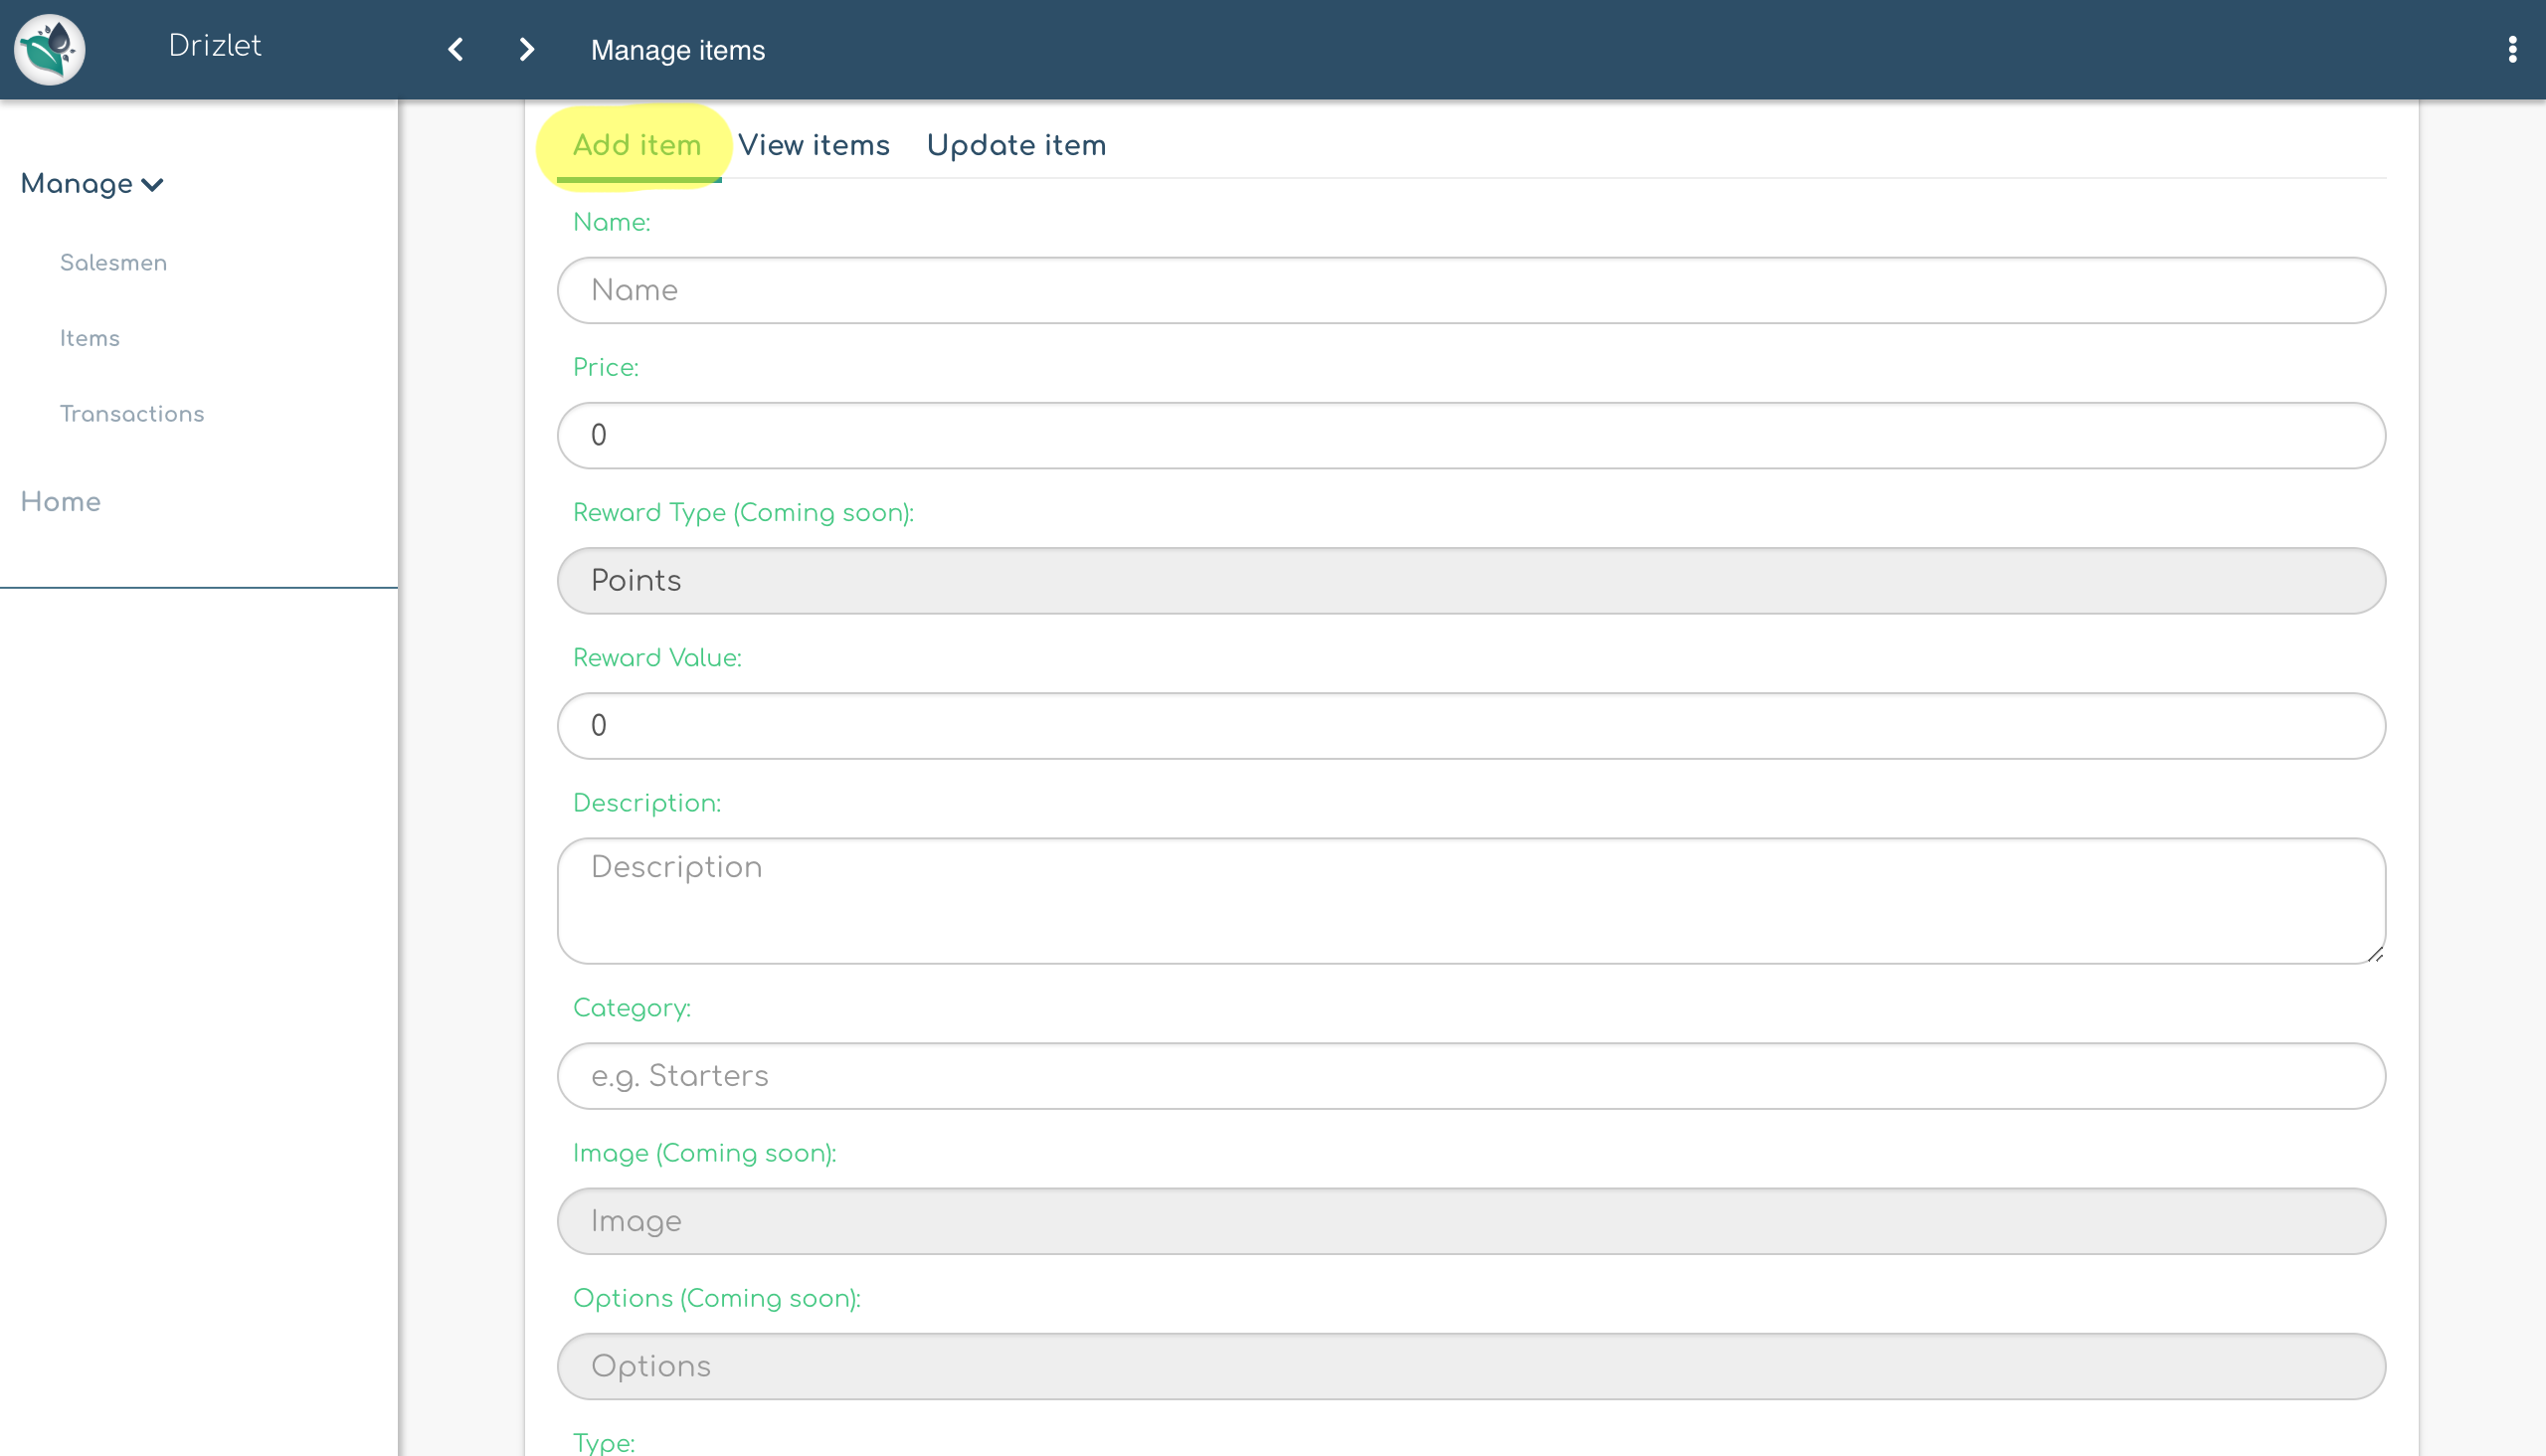 Drizlet
Manage items
Manage
Salesmen
Items
Transactions
Home
Add item View items Update item
Name:
Name
Price:
0
Reward Type (Coming soon):
Points
Reward Value:
0
Description:
Description
Category:
e.g. Starters
Image (Coming soon):
Image
Options (Coming soon):
Options
Type: